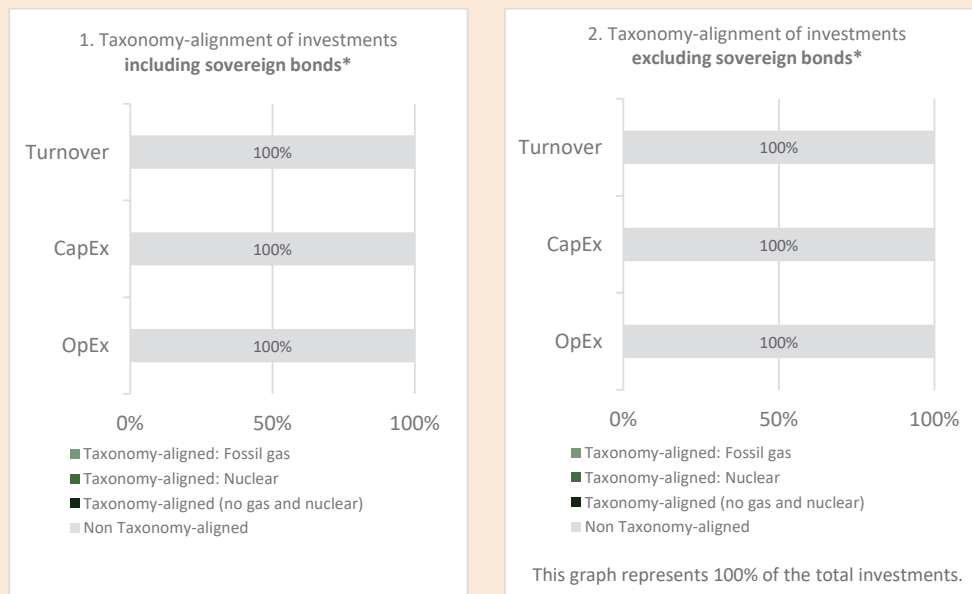 1. Taxonomy-alignment of investments
including sovereign bonds*
Turnover
100%
CapEx
100%
OpEx
100%
0%
50%
100%
Taxonomy-aligned: Fossil gas
Taxonomy-aligned: Nuclear
Taxonomy-aligned (no gas and nuclear)
Non Taxonomy-aligned
2. Taxonomy-alignment of investments
excluding sovereign bonds*
Turnover
100%
CapEx
100%
OpEx
100%
0%
50%
100%
Taxonomy-aligned: Fossil gas
Taxonomy-aligned: Nuclear
Taxonomy-aligned (no gas and nuclear)
Non Taxonomy-aligned
This graph represents 100% of the total investments.